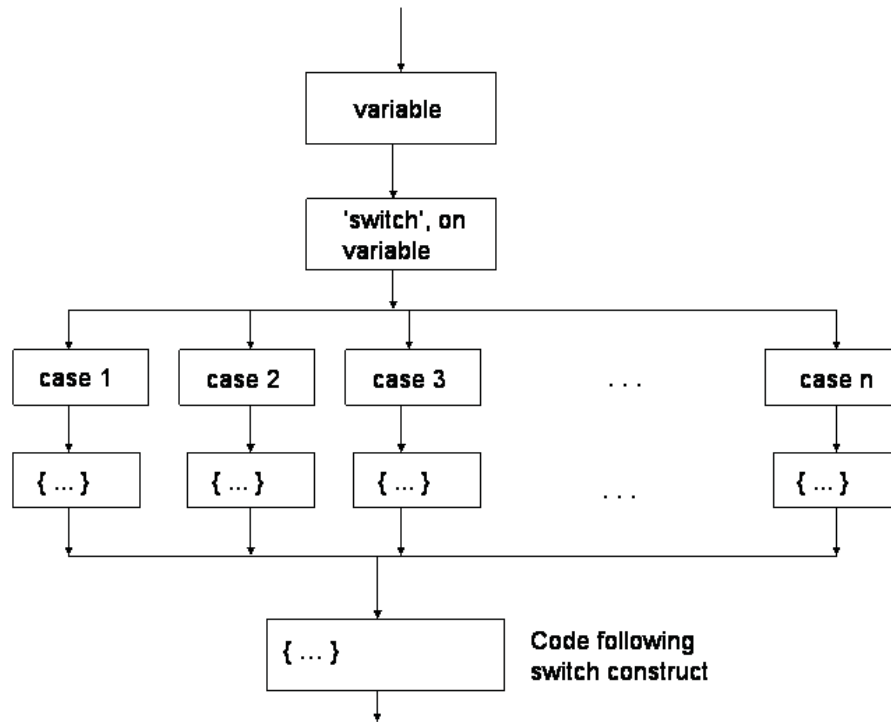 variable
'switch', on
variable
case 1
case 2
case 3
. . .
case n
{ ... }
{ ... }
{ ... }
. . .
{ ... }
{ ... }
Code following
switch construct